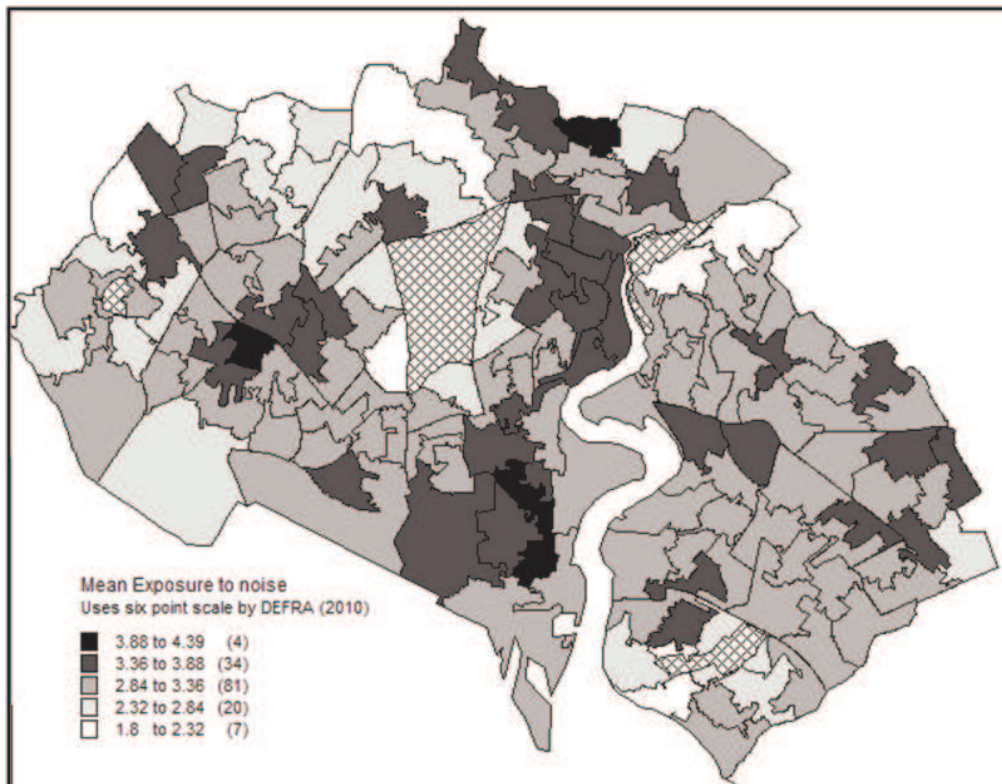 Mean Exposure to noise
Uses six point scale by DEFRA (2010)
3.88 to 4.39 (4)
3.36 to 3.88 (34)
2.84 to 3.36 (81)
2.32 to 2.84 (20)
1.8 to 2.32 (7)